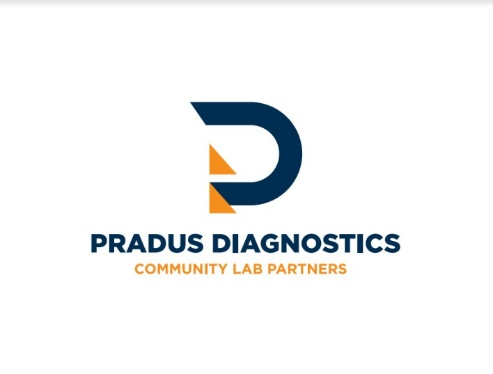 PRADUS DIAGNOSTICS
COMMUNITY LAB PARTNERS